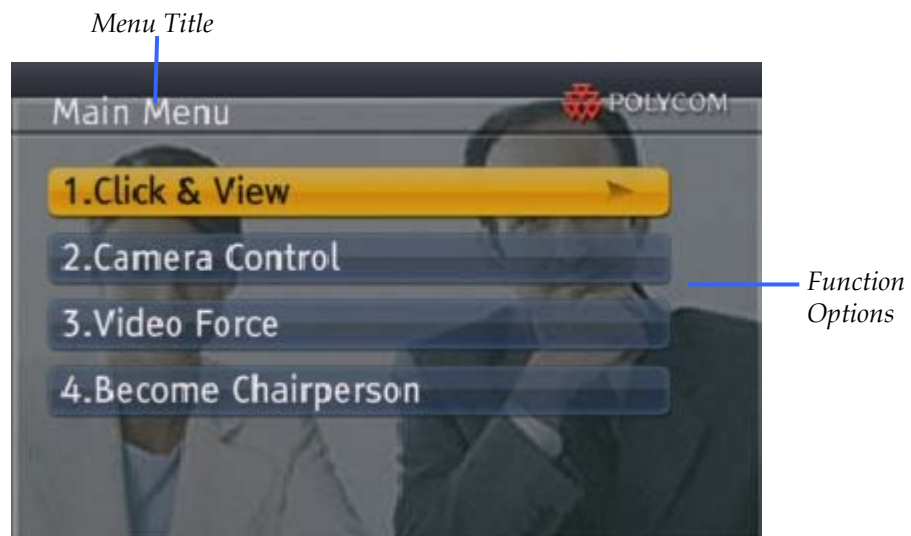 Menu Title
Main Menu
POLYCOM
1.Click & View
2.Camera Control
3.Video Force
4.Become Chairperson
Function
Options